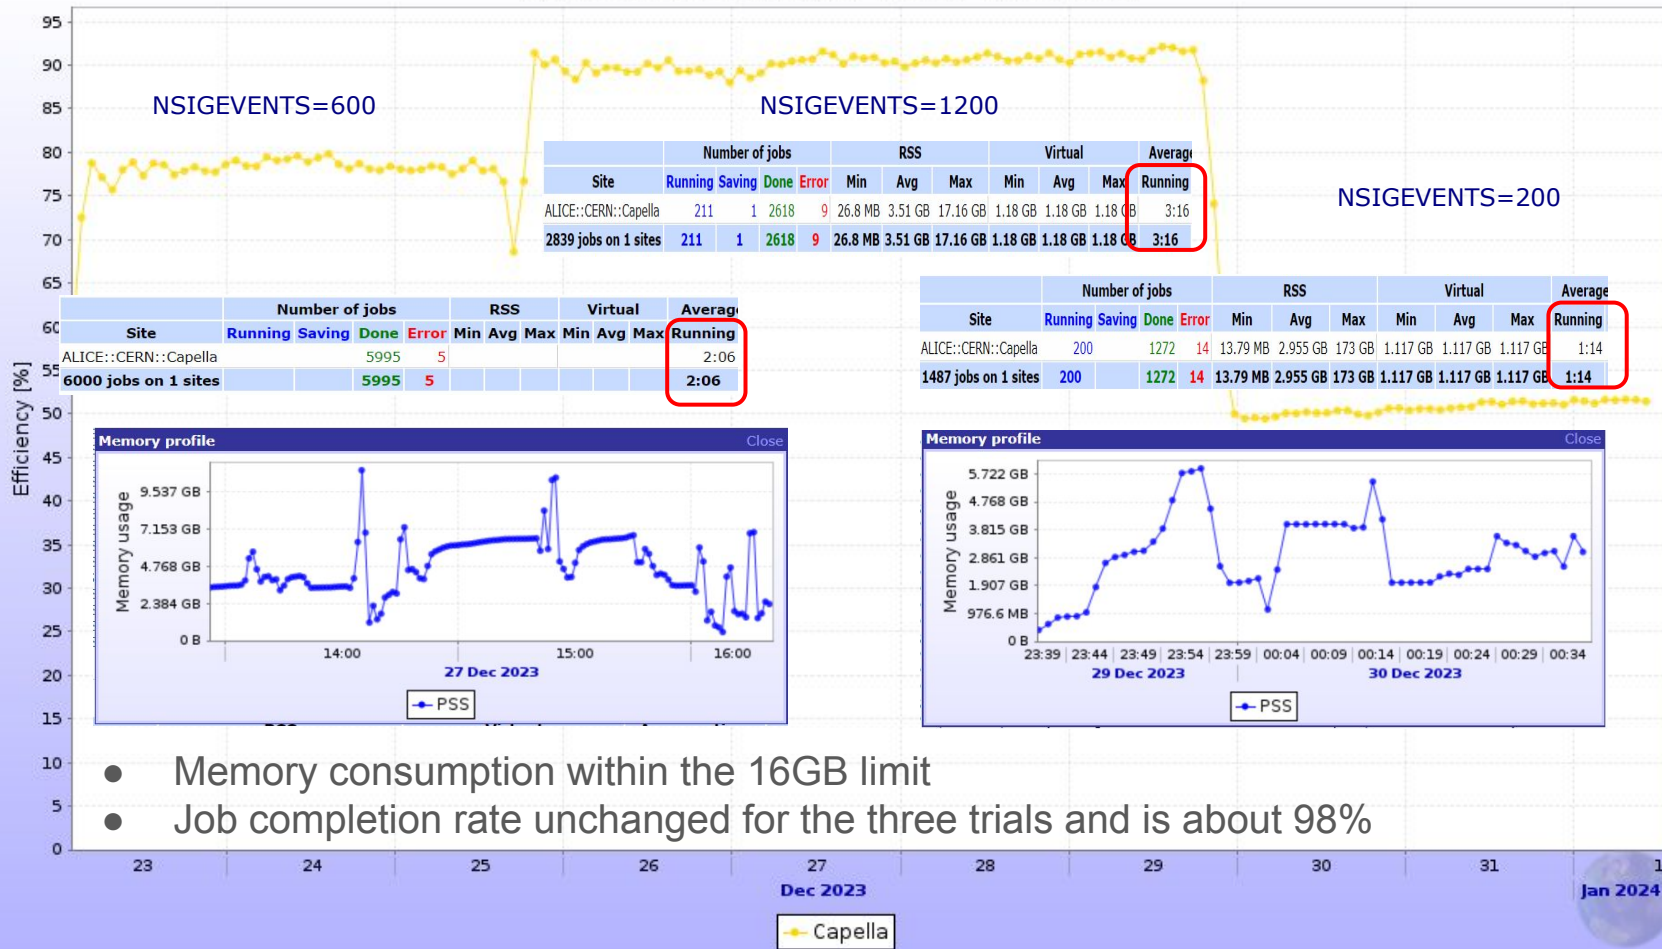 95
90
85
80
75
70
65
60
55
50
45
40
35
30
25
20
15
10
5
0
Efficiency [%]
NSIGEVENTS=600
NSIGEVENTS=1200
NSIGEVENTS=200
Number of jobs RSS Virtual Average
Site Running Saving Done Error Min Avg Max Min Avg Max Running
ALICE::CERN::Capella 211 1 2618 9 26.8 MB 3.51 GB 17.16 GB 1.18 GB 1.18 GB 1.18 GB 3:16
2839 jobs on 1 sites 211 1 2618 9 26.8 MB 3.51 GB 17.16 GB 1.18 GB 1.18 GB 1.18 GB 3:16
Number of jobs RSS Virtual Average
Site Running Saving Done Error Min Avg Max Min Avg Max Running
ALICE::CERN::Capella 5995 5 2:06
6000 jobs on 1 sites 5995 5 2:06
Number of jobs RSS Virtual Average
Site Running Saving Done Error Min Avg Max Min Avg Max Running
ALICE::CERN::Capella 200 1272 14 13.79 MB 2.955 GB 173 GB 1.117 GB 1.117 GB 1.117 GB 1:14
1487 jobs on 1 sites 200 1272 14 13.79 MB 2.955 GB 173 GB 1.117 GB 1.117 GB 1.117 GB 1:14
Memory profile Close
Memory usage
9.537 GB
7.153 GB
4.768 GB
2.384 GB
0 B
14:00 15:00 16:00
27 Dec 2023
PSS
Memory profile Close
Memory usage
5.722 GB
4.768 GB
3.815 GB
2.861 GB
1.907 GB
976.6 MB
0 B
23:39 23:44 23:49 23:54 23:59 00:04 00:09 00:14 00:19 00:24 00:29 00:34
29 Dec 2023 30 Dec 2023
PSS
● Memory consumption within the 16GB limit
● Job completion rate unchanged for the three trials and is about 98%
23 24 25 26 27 28 29 30 31 1
Dec 2023 Jan 2024
Capella